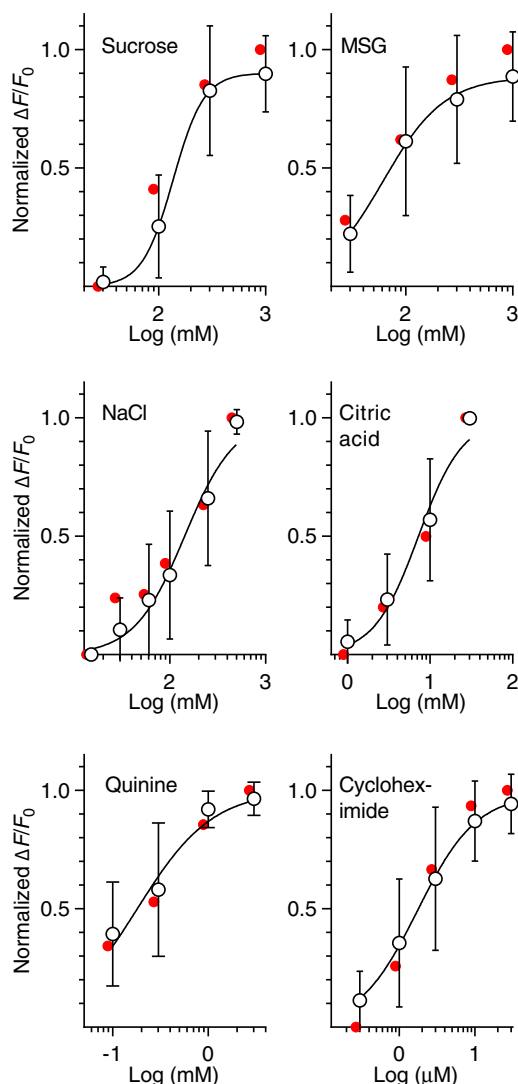 Sucrose
MSG
Normalized ΔF/F0
1.0
0.5
2
3
Log (mM)
1.0
0.5
2
3
Log (mM)
NaCl
Citric
acid
Normalized ΔF/F0
1.0
0.5
2
3
Log (mM)
1.0
0.5
0
1
2
Log (mM)
Quinine
Cyclohex-
imide
Normalized ΔF/F0
1.0
0.5
-1
0
Log (mM)
1.0
0.5
0
1
Log (μM)